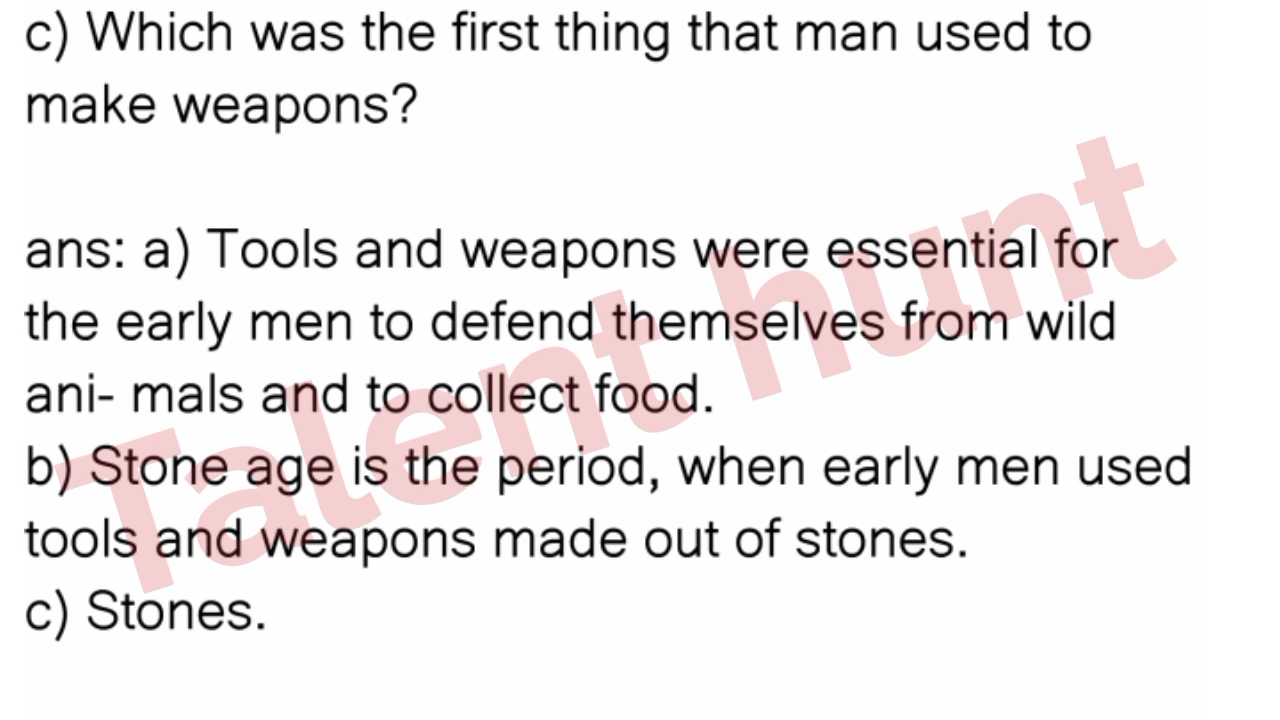 c) Which was the first thing that man used to
make weapons?
ans: a) Tools and weapons were essential for
the early men to defend themselves from wild
ani- mals and to collect food.
b) Stone age is the period, when early men used
tools and weapons made out of stones.
c) Stones.
Talent hunt